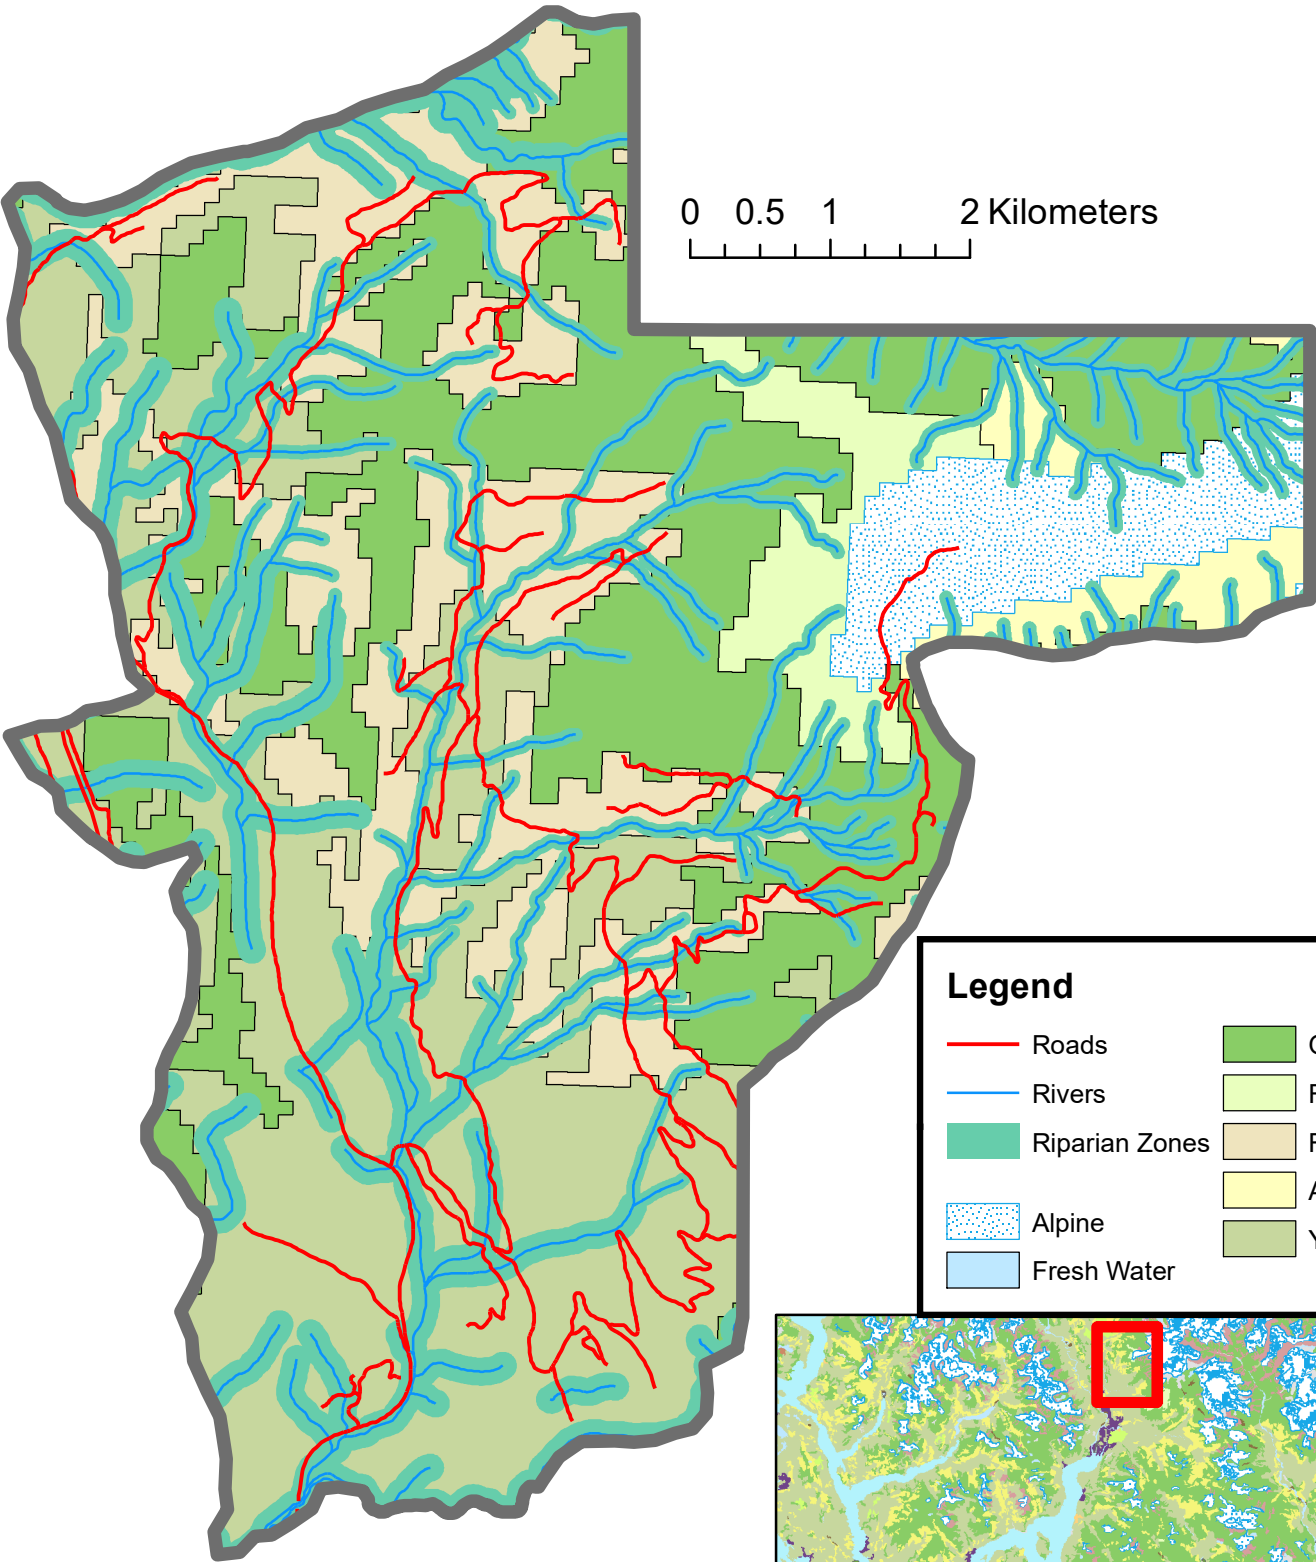 0 0.5 1 2 Kilometers
Legend
Roads
Rivers
Riparian Zones
Alpine
Fresh Water